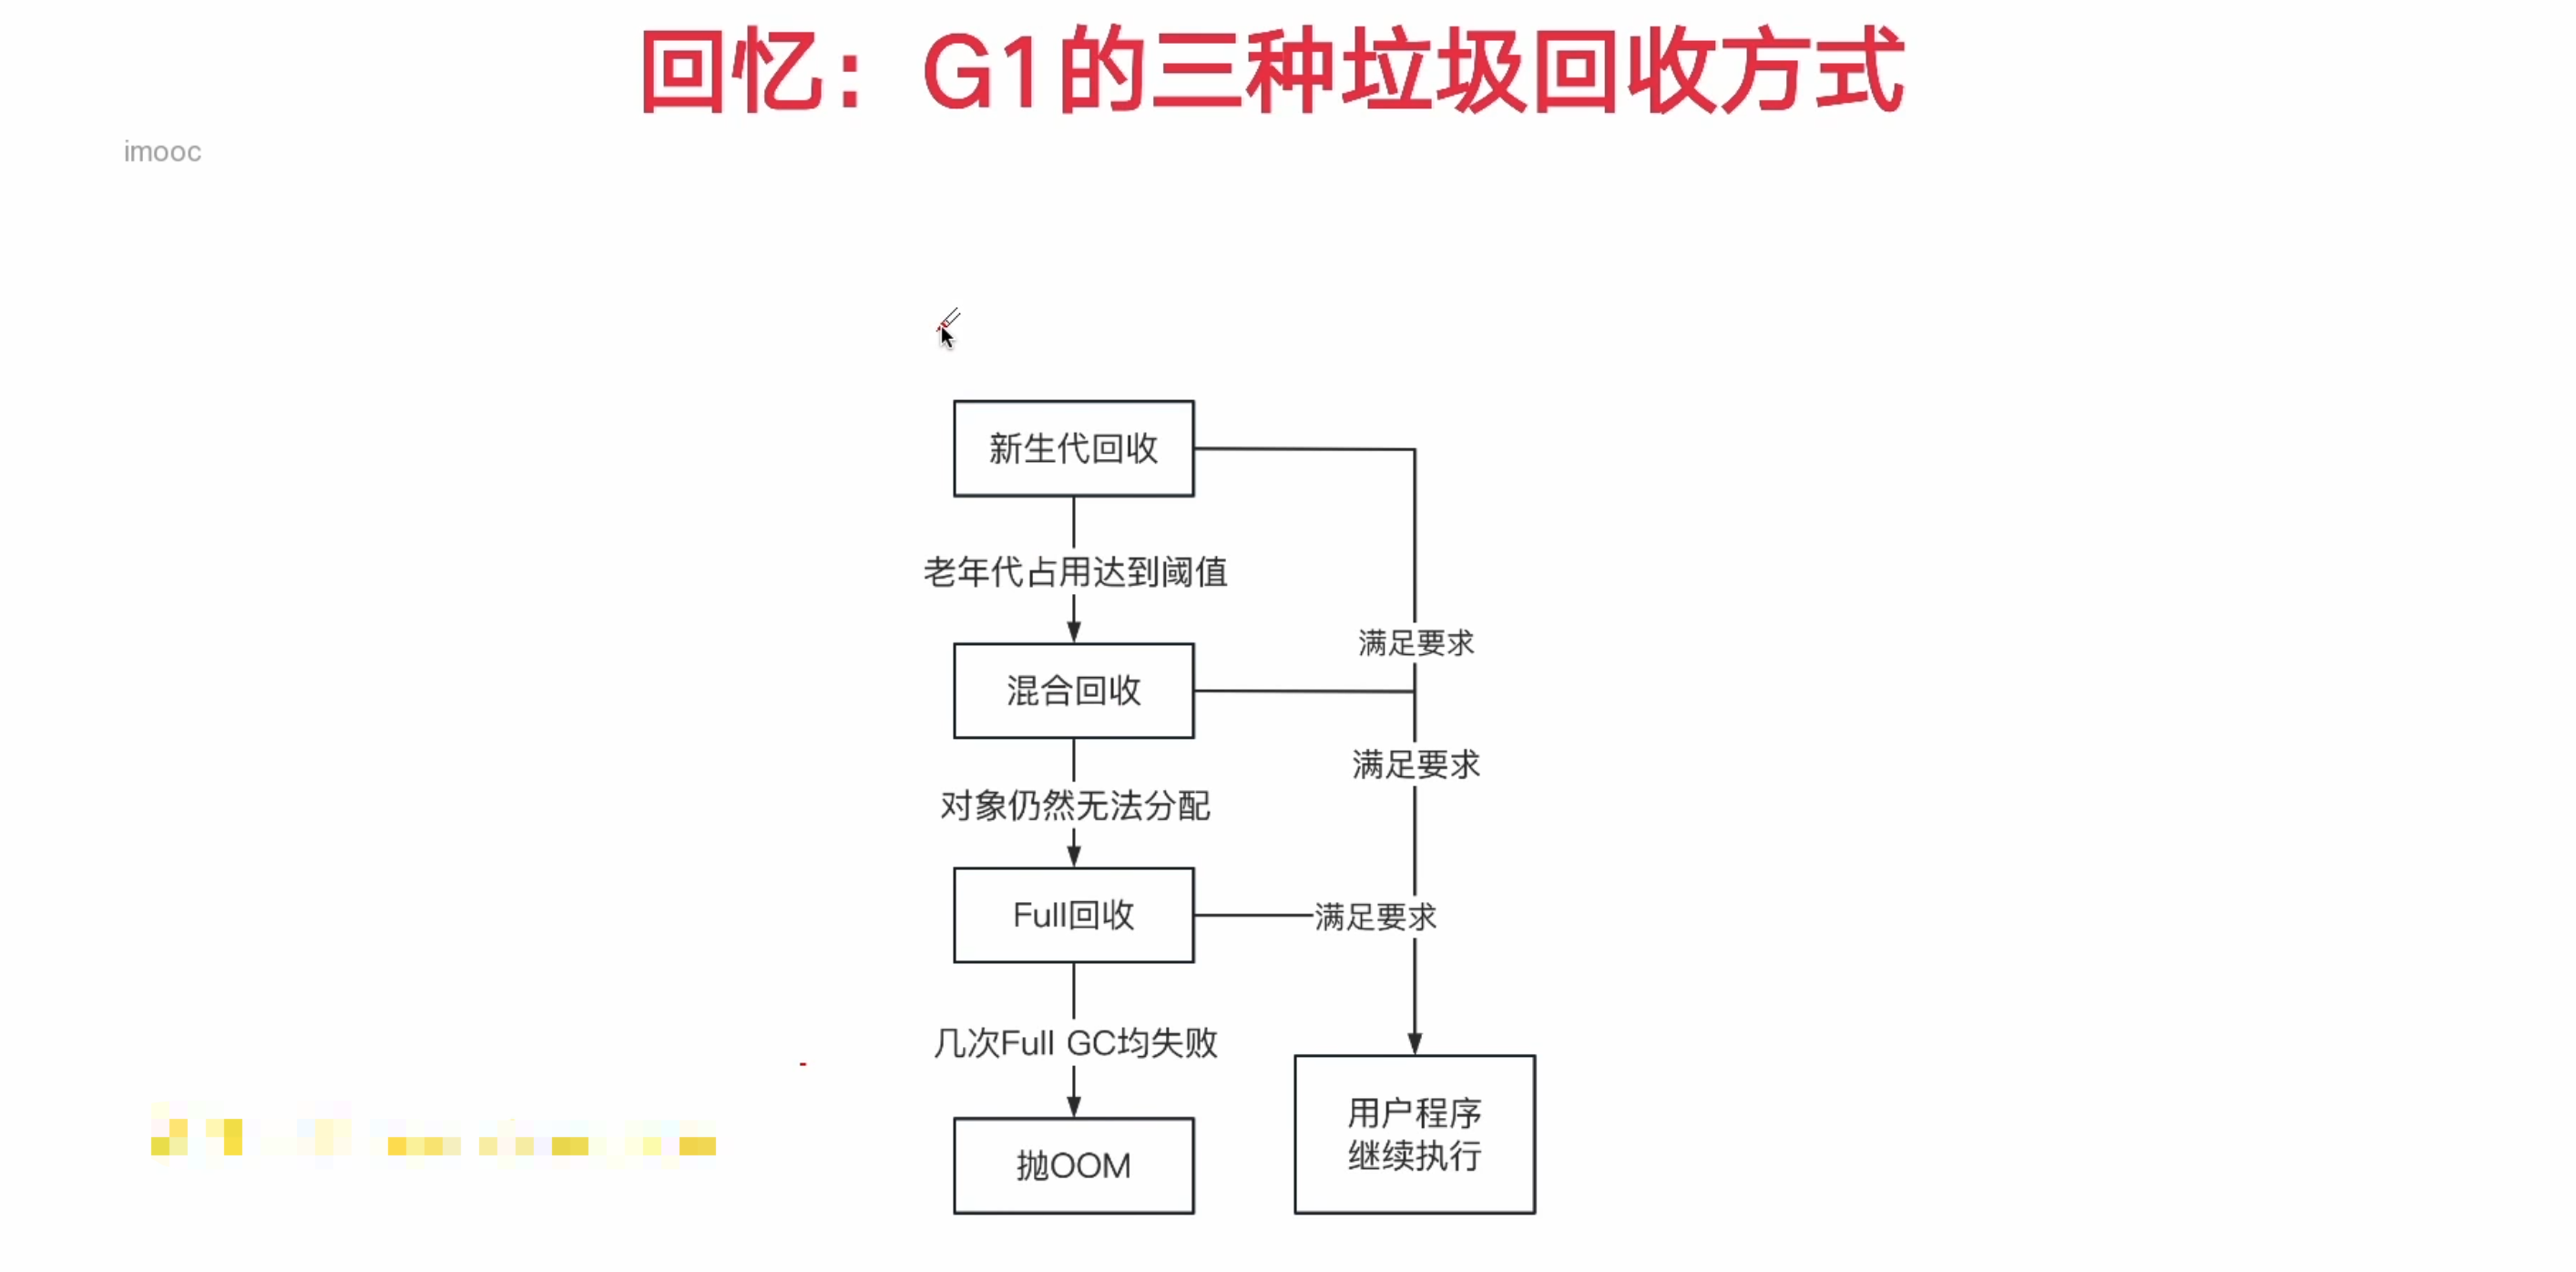 回忆：G1的三种垃圾回收方式
imooc
新生代回收
老年代占用达到阈值
满足要求
混合回收
满足要求
对象仍然无法分配
Full回收
满足要求
几次Full GC均失败
用户程序
继续执行
抛OOM